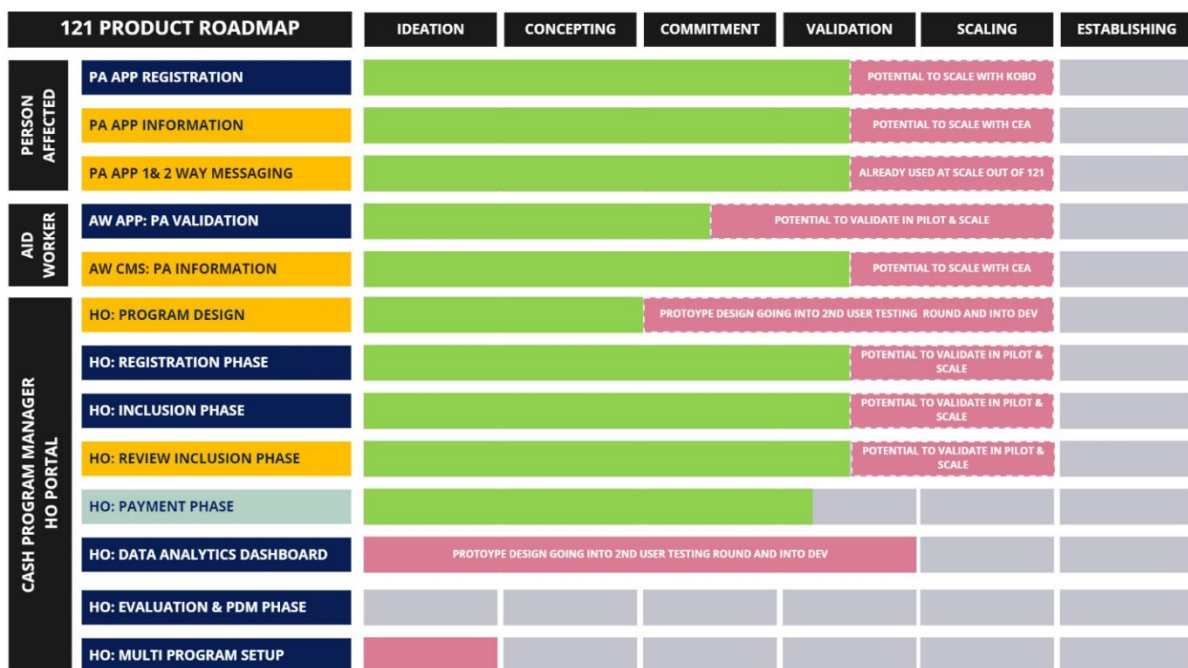 121 PRODUCT ROADMAP
IDEATION
CONCEPTING
COMMITMENT
VALIDATION
SCALING
ESTABLISHING
PERSON
AFFECTED
PA APP REGISTRATION
POTENTIAL TO SCALE WITH KOBO
PA APP INFORMATION
POTENTIAL TO SCALE WITH CEA
PA APP 1& 2 WAY MESSAGING
ALREADY USED AT SCALE OUT OF 121
AID
WORKER
AW APP: PA VALIDATION
POTENTIAL TO VALIDATE IN PILOT & SCALE
AW CMS: PA INFORMATION
POTENTIAL TO SCALE WITH CEA
CASH PROGRAM MANAGER
HO PORTAL
HO: PROGRAM DESIGN
PROTOYPE DESIGN GOING INTO 2ND USER TESTING ROUND AND INTO DEV
HO: REGISTRATION PHASE
POTENTIAL TO VALIDATE IN PILOT &
SCALE
HO: INCLUSION PHASE
POTENTIAL TO VALIDATE IN PILOT &
SCALE
HO: REVIEW INCLUSION PHASE
POTENTIAL TO VALIDATE IN PILOT &
SCALE
HO: PAYMENT PHASE
HO: DATA ANALYTICS DASHBOARD
PROTOYPE DESIGN GOING INTO 2ND USER TESTING ROUND AND INTO DEV
HO: EVALUATION & PDM PHASE
HO: MULTI PROGRAM SETUP